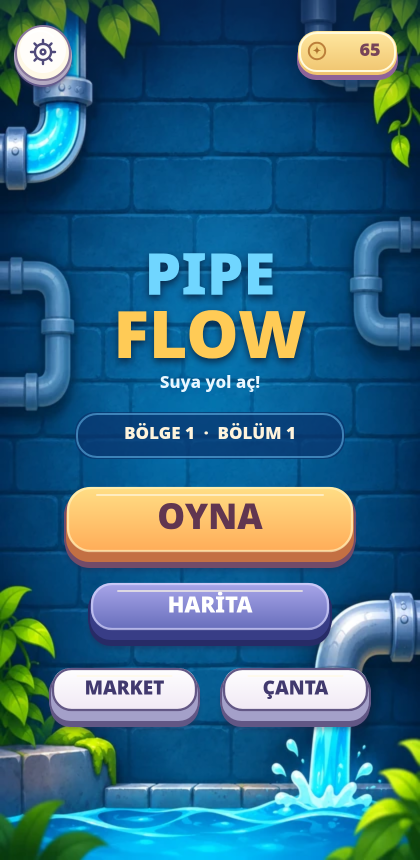 65
PIPE
FLOW
Suya yol aç!
BÖLGE 1 · BÖLÜM 1
OYNA
HARİTA
MARKET
ÇANTA